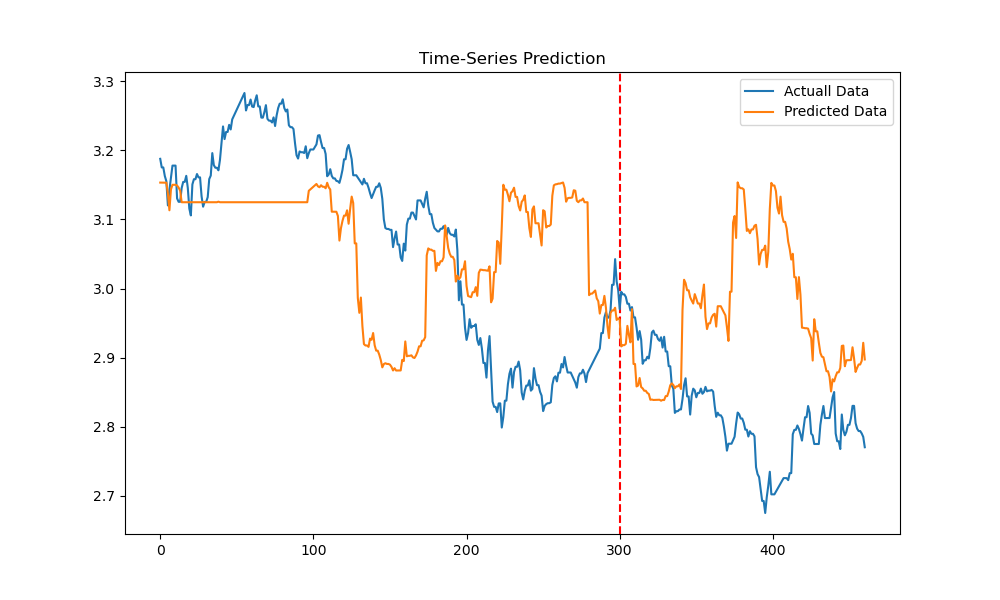 Time-Series Prediction
Actuall Data
Predicted Data
3.3
3.2
3.1
3.0
2.9
2.8
2.7
0 100 200 300 400